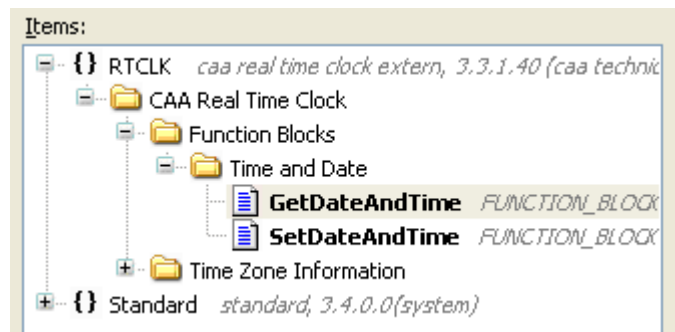 Items:
RTCLK caa real time clock extern, 3.3.1.40 (caa technic
CAA Real Time Clock
Function Blocks
Time and Date
GetDateAndTime FUNCTION_BLOCK
SetDateAndTime FUNCTION_BLOCK
Time Zone Information
Standard standard, 3.4.0.0(system)